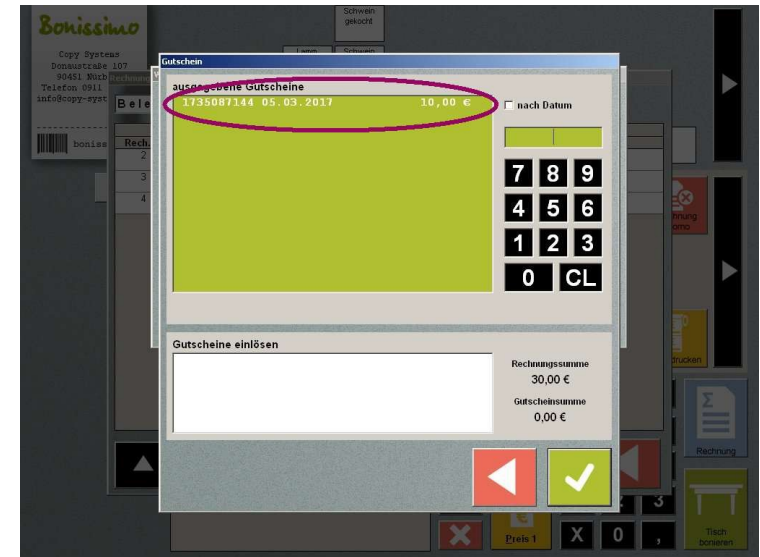 Bonissimo
Copy Systems
Donaustraße 107
90451 Nürb
Telefon 0911
info@copy-syst
boniss
Schwein
gekocht
Lamm
Schwein
Rechnung
Bele
Rech.
2
3
4
Gutschein
ausgegebene Gutscheine
1735087144 05.03.2017 10,00 €
nach Datum
7 8 9
4 5 6
1 2 3
0 CL
Gutscheine einlösen
Rechnungssumme
30,00 €
Gutscheinsumme
0,00 €
drucken
Rechnung
3
Preis 1
X 0 ,
Tisch
bonieren